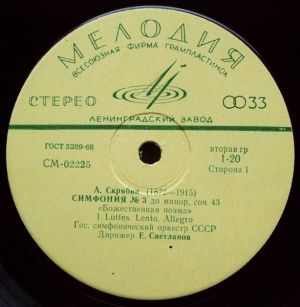 МЕЛОДИЯ
ВСЕСОЮЗНАЯ ФИРМА ГРАМПЛАСТИНОК
СТЕРЕО
33
ЛЕНИНГРАДСКИЙ ЗАВОД
ГОСТ 5289-68
СМ-02225
вторая гр
1-20
Сторона 1
А. Скрябин (1872—1915)
СИМФОНИЯ № 3 до минор, соч. 43
«Божественная поэма»
1. Luttes. Lento. Allegro
Гос. симфонический оркестр СССР
Дирижер Е. Светланов